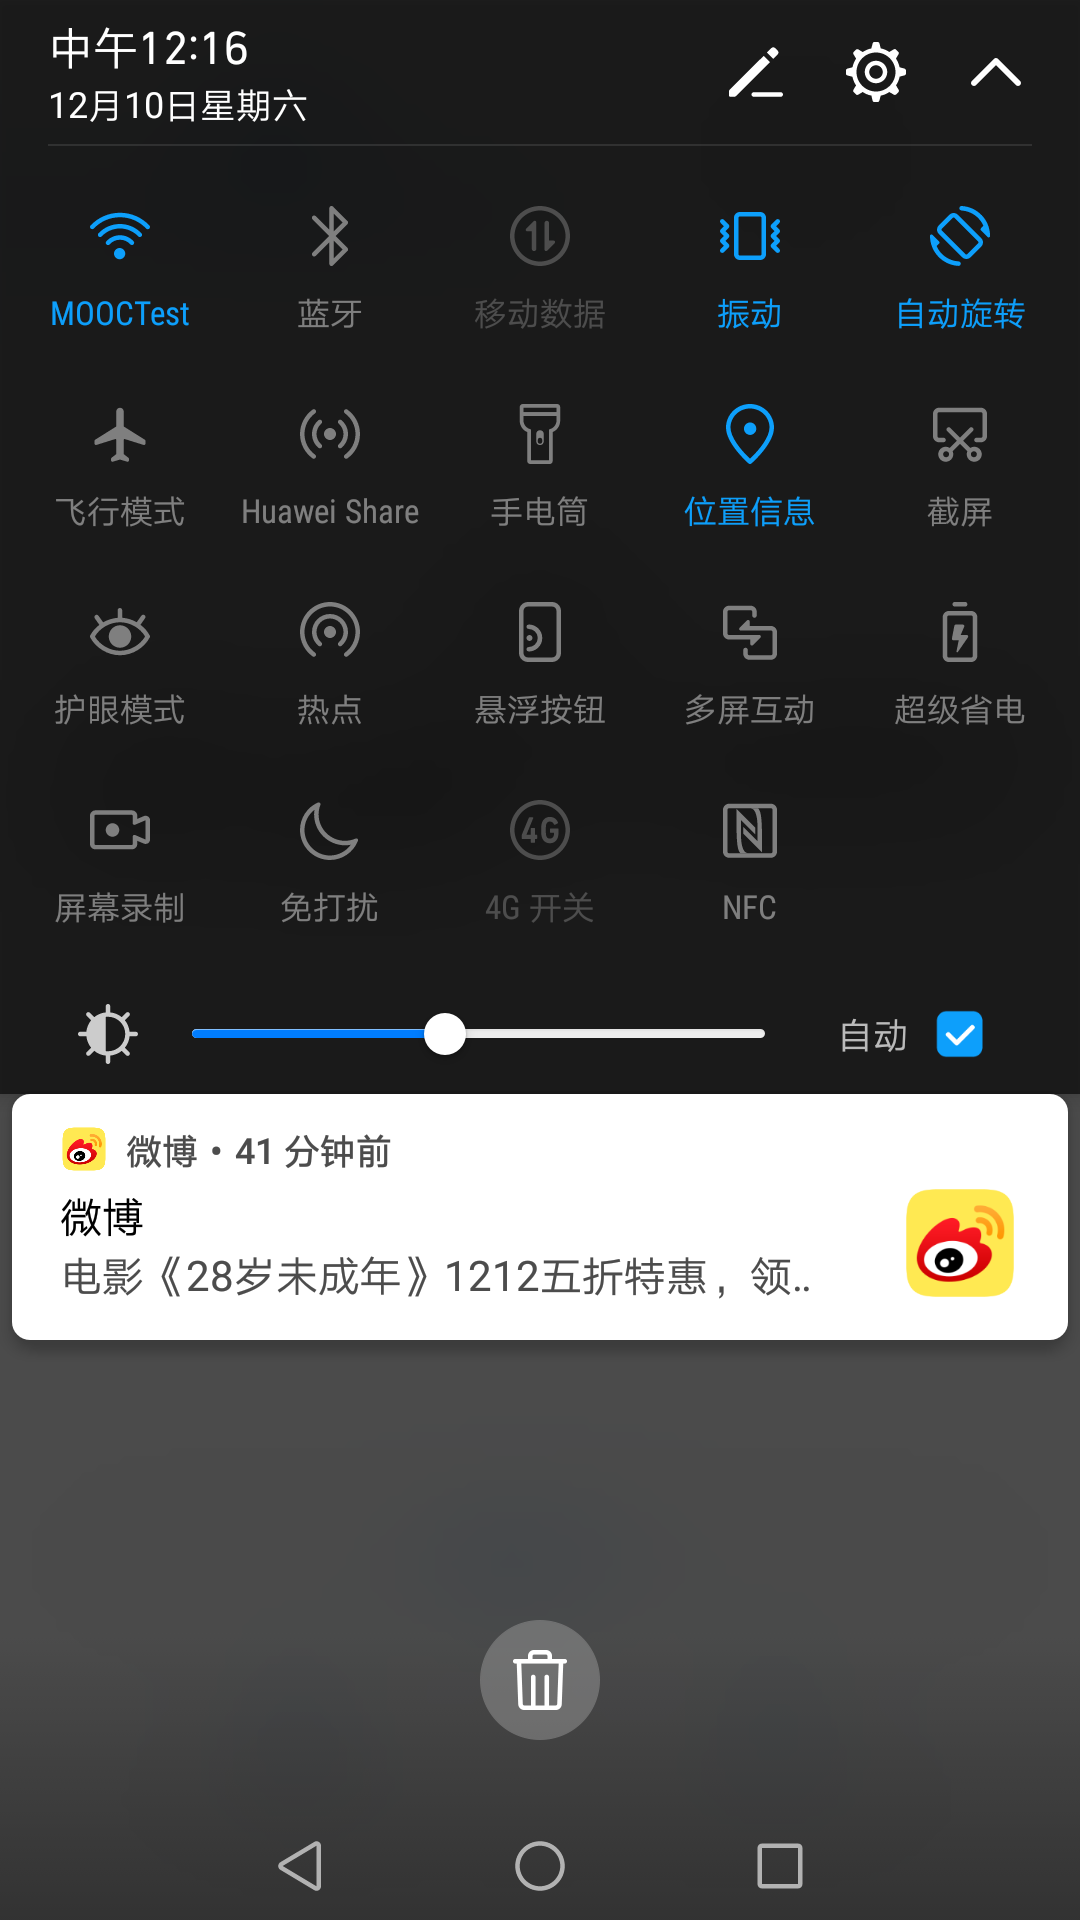 中午12:16
12月10日星期六
MOOCTest
蓝牙
移动数据
振动
自动旋转
飞行模式
Huawei Share
手电筒
位置信息
截屏
护眼模式
热点
悬浮按钮
多屏互动
超级省电
屏幕录制
免打扰
4G
4G 开关
NFC
自动
微博 • 41 分钟前
微博
电影《28岁未成年》1212五折特惠，领..